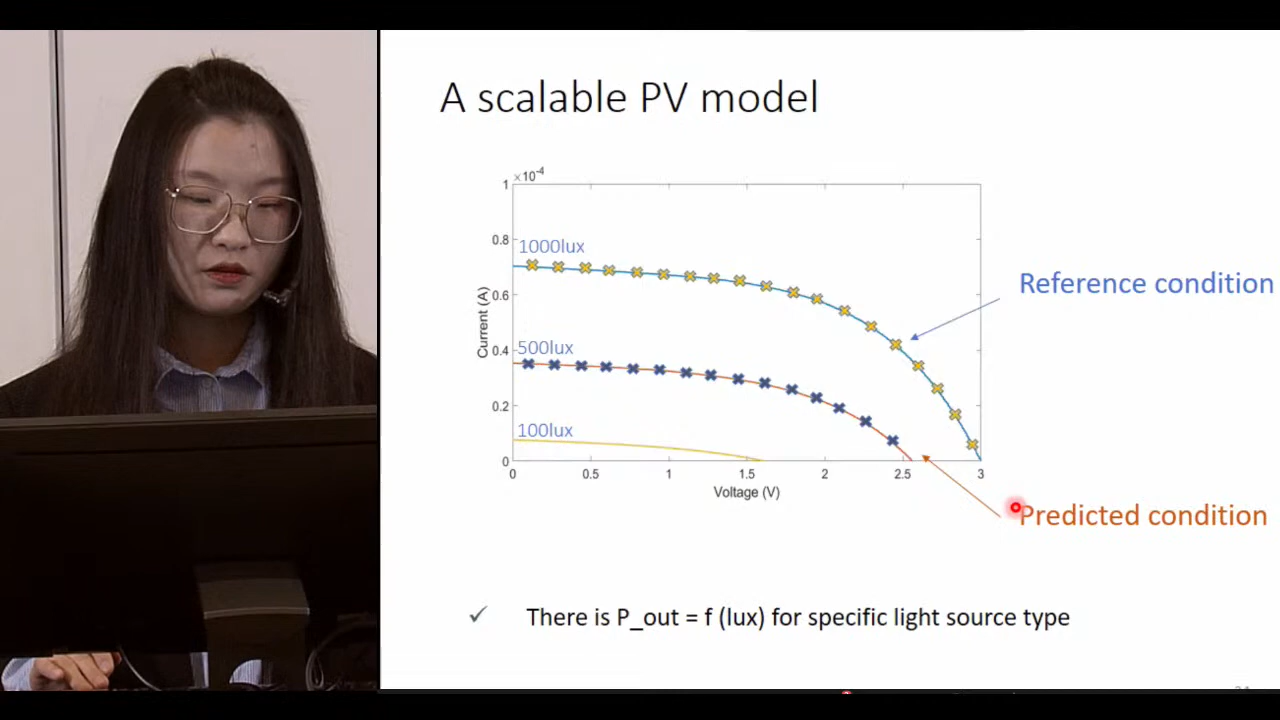 A scalable PV model
×10⁻⁴
1
0.8
0.6
0.4
0.2
0
Current (A)
1000lux
500lux
100lux
0 0.5 1 1.5 2 2.5 3
Voltage (V)
Reference condition
Predicted condition
✓ There is P_out = f (lux) for specific light source type